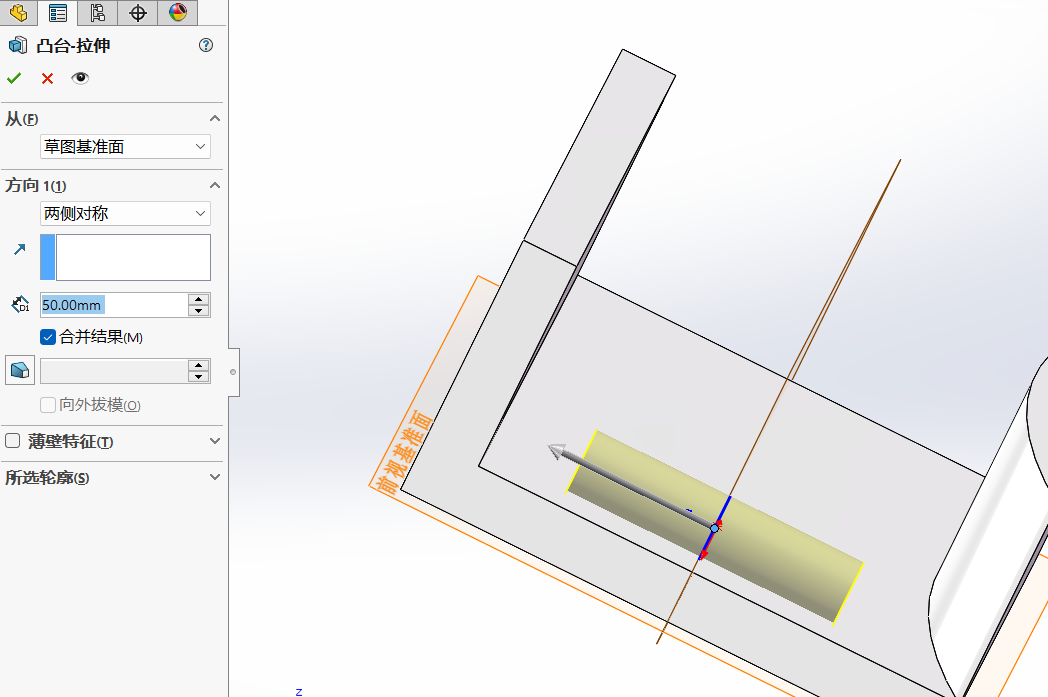 凸台-拉伸
从(F)
草图基准面
方向 1(1)
两侧对称
D1
50.00mm
合并结果(M)
向外拔模(O)
薄壁特征(T)
所选轮廓(S)
前视基准面
z